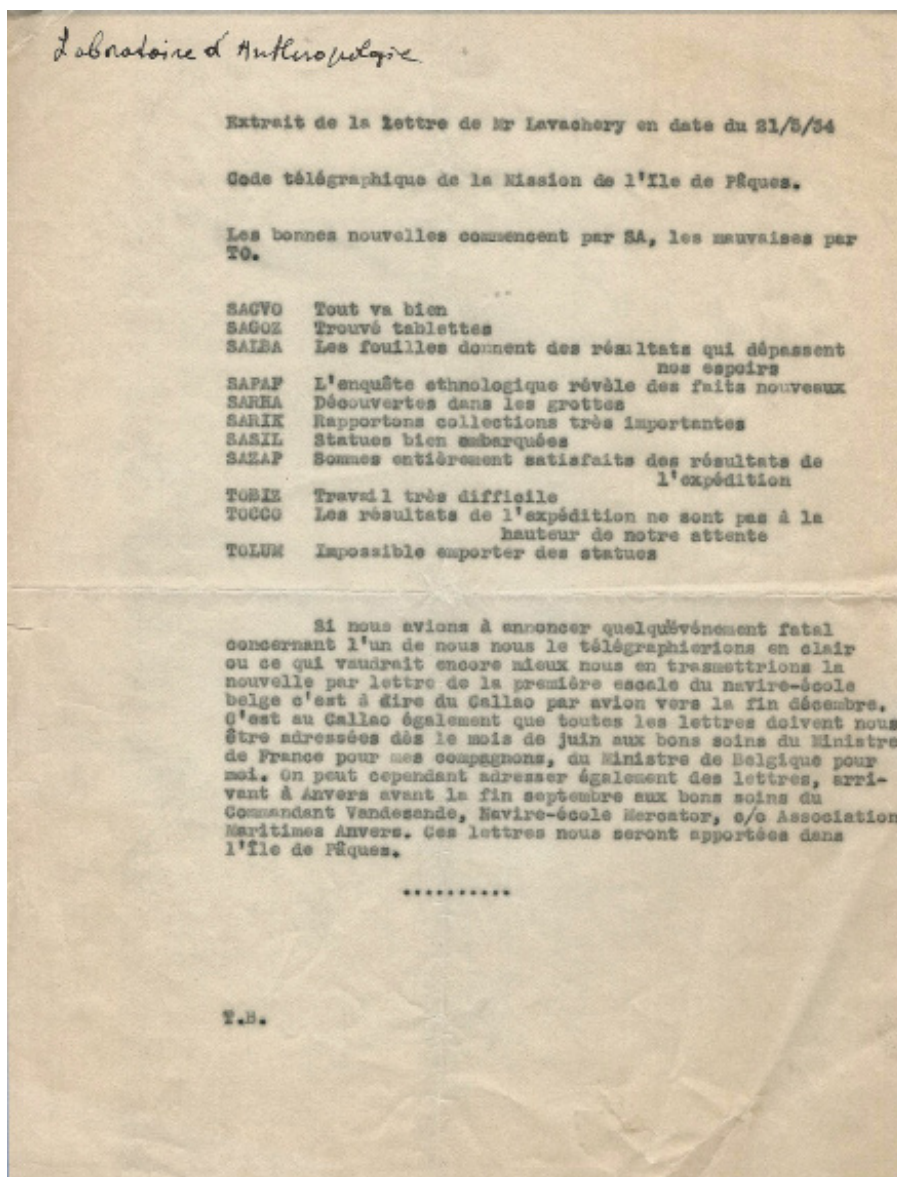 Laboratoire d'Anthropologie
Extrait de la lettre de Mr Lavachery en date du 21/5/34
Code télégraphique de la Mission de l'Ile de Pâques.
Les bonnes nouvelles commencent par SA, les mauvaises par
TO.
SACVO Tout va bien
SAGOZ Trouvé tablettes
SALBA Les fouilles donnent des résultats qui dépassent
nos espoirs
SAPAF L'enquête ethnologique révèle des faits nouveaux
SARHA Découvertes dans les grottes
SARIK Rapportons collections très importantes
SASIL Statues bien embarquées
SAZAP Sommes entièrement satisfaits des résultats de
l'expédition
TOBIZ Travail très difficile
TOCCO Les résultats de l'expédition ne sont pas à la
hauteur de notre attente
TOLUM Impossible emporter des statues
Si nous avions à annoncer quelqu'événement fatal
concernant l'un de nous nous le télégraphierions en clair
ou ce qui vaudrait encore mieux nous en trasmettrions la
nouvelle par lettre de la première escale du navire-école
belge c'est à dire du Callao par avion vers la fin décembre.
C'est au Callao également que toutes les lettres doivent nous
être adressées dès le mois de juin aux bons soins du Ministre
de France pour mes compagnons, du Ministre de Belgique pour
moi. On peut cependant adresser également des lettres, arri-
vant à Anvers avant la fin septembre aux bons soins du
Commandant Vandesande, Navire-école Mercator, c/o Association
Maritimes Anvers. Ces lettres nous seront apportées dans
l'Île de Pâques.
..........
T.B.